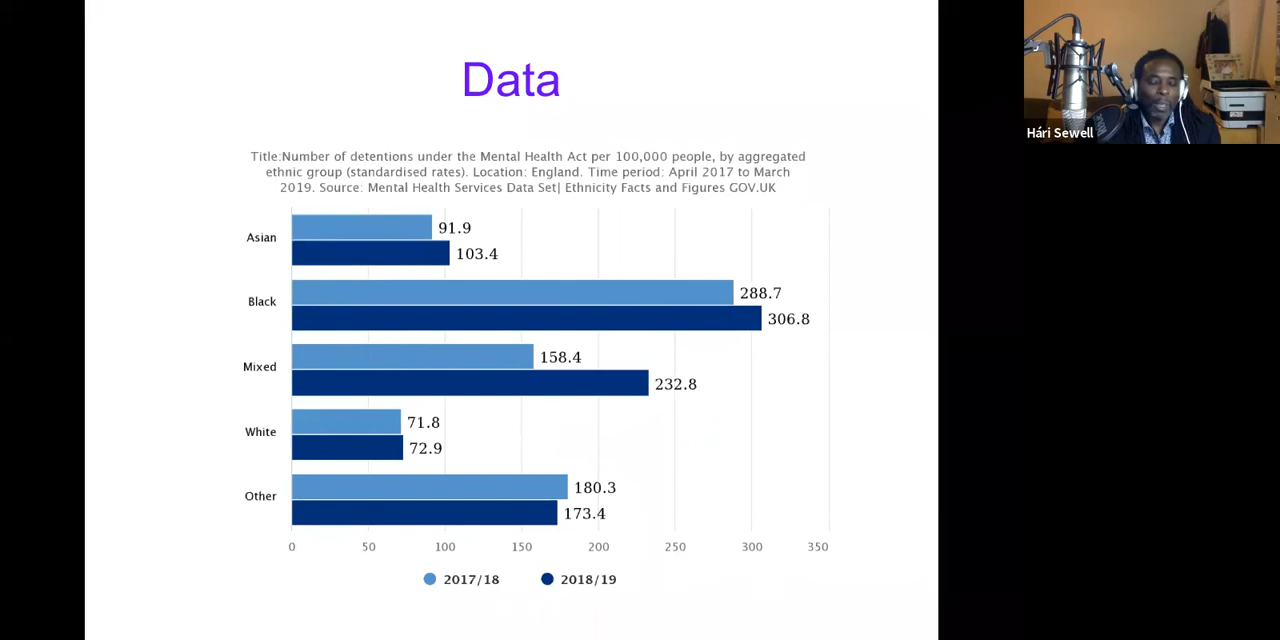 Data
Hári Sewell
Title:Number of detentions under the Mental Health Act per 100,000 people, by aggregated
ethnic group (standardised rates). Location: England. Time period: April 2017 to March
2019. Source: Mental Health Services Data Set| Ethnicity Facts and Figures GOV.UK
Asian
91.9
103.4
Black
288.7
306.8
Mixed
158.4
232.8
White
71.8
72.9
Other
180.3
173.4
0 50 100 150 200 250 300 350
2017/18 2018/19